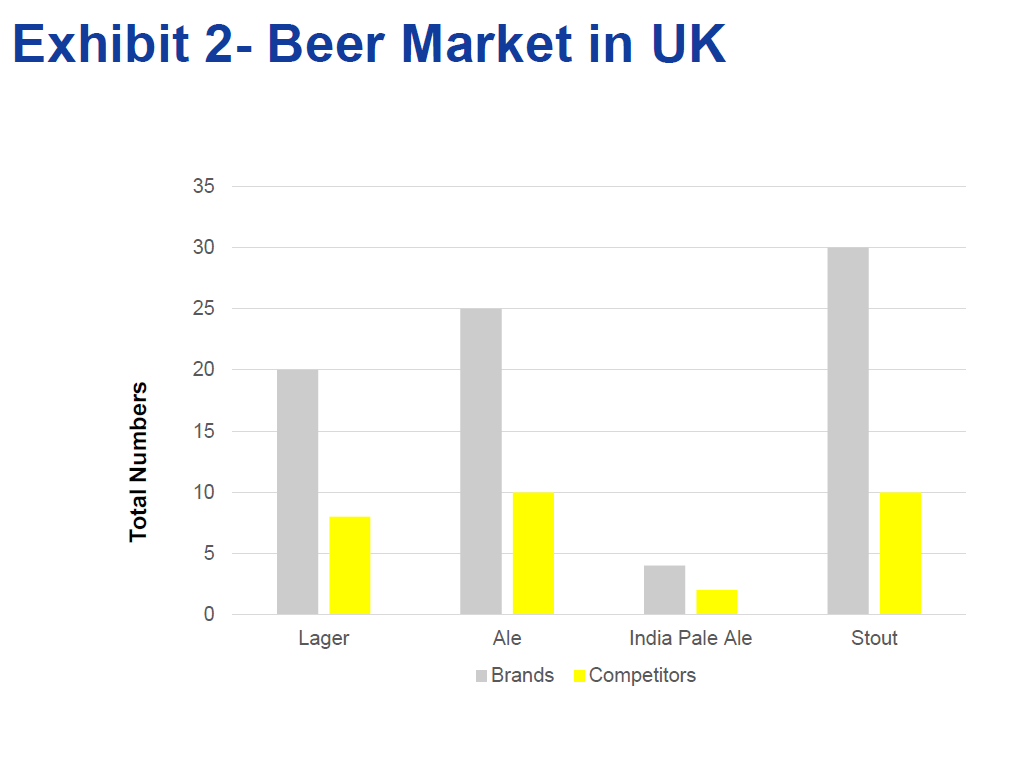 Exhibit 2- Beer Market in UK
35
30
25
20
15
10
5
0
Total Numbers
Lager Ale India Pale Ale Stout
Brands Competitors